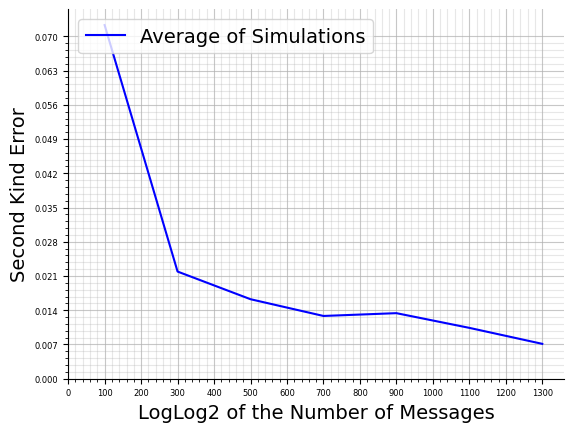 Average of Simulations
Second Kind Error
0.070
0.063
0.056
0.049
0.042
0.035
0.028
0.021
0.014
0.007
0.000
0 100 200 300 400 500 600 700 800 900 1000 1100 1200 1300
LogLog2 of the Number of Messages